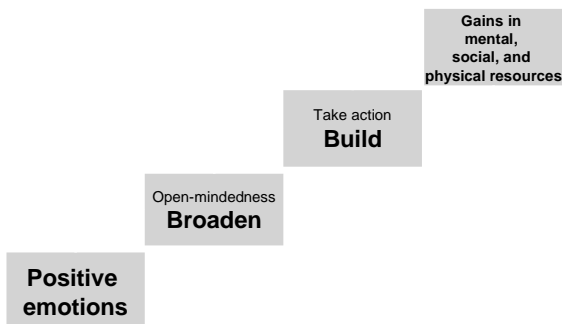 Gains in
mental,
social, and
physical resources
Take action
Build
Open-mindedness
Broaden
Positive
emotions